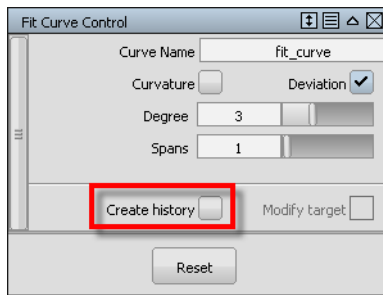 Fit Curve Control
Curve Name fit_curve
Curvature Deviation
Degree 3
Spans 1
Create history Modify target
Reset